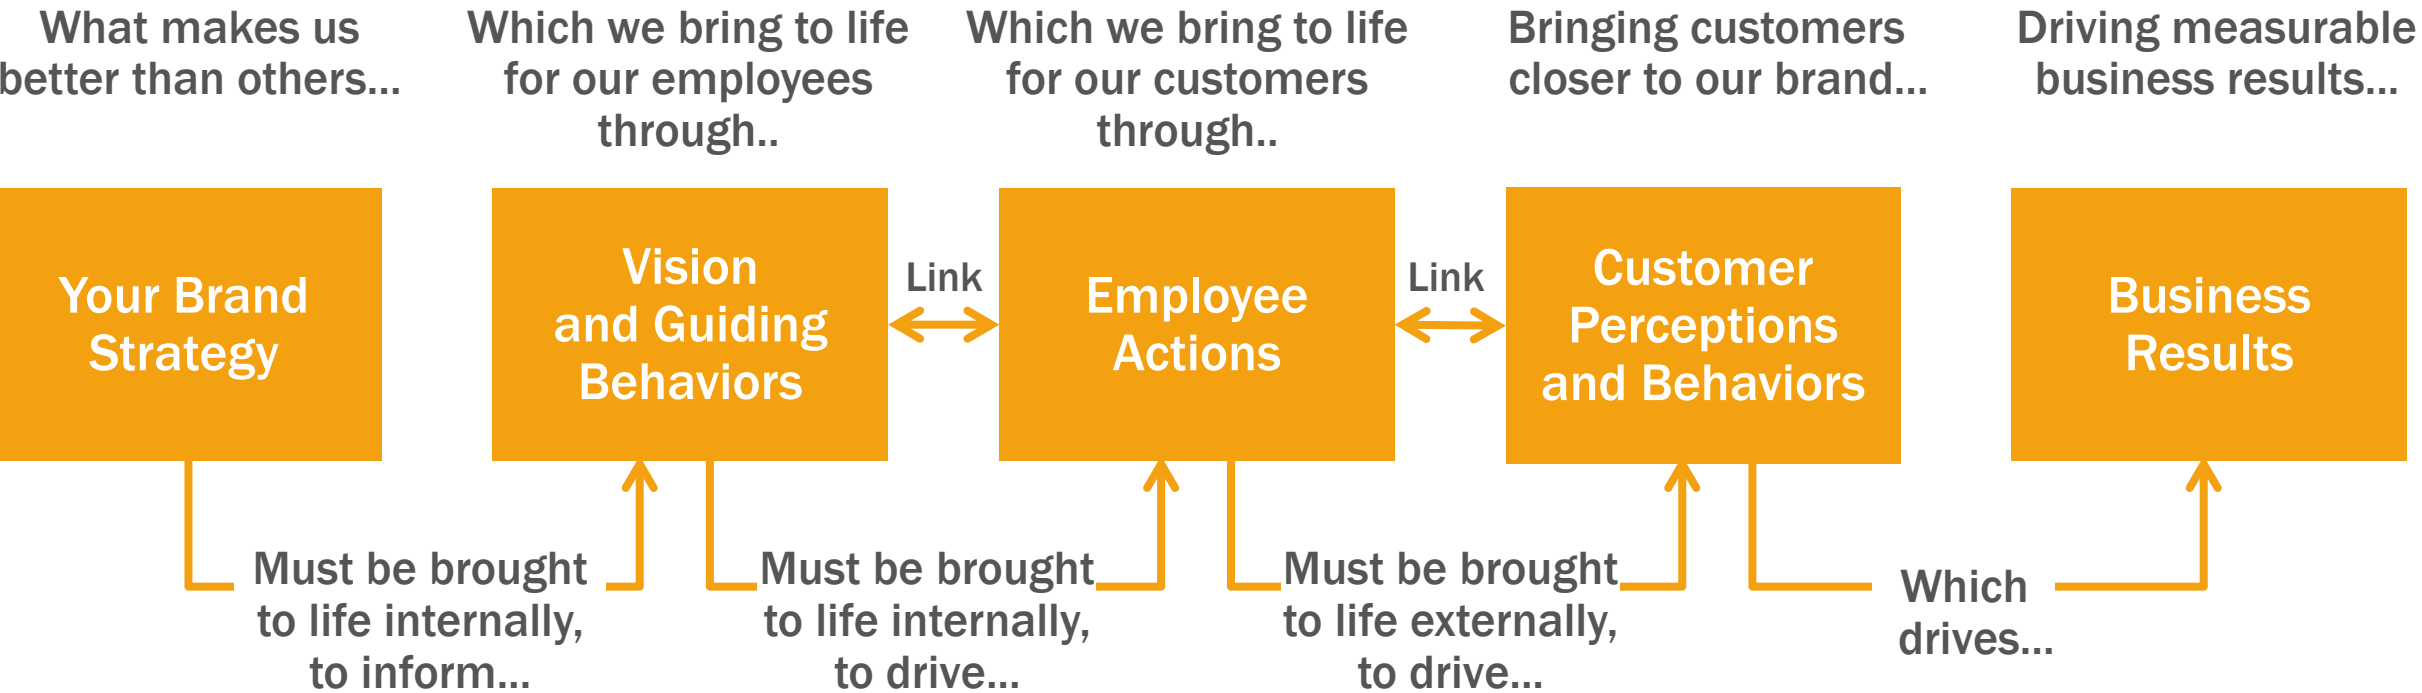 What makes us
better than others...
Which we bring to life
for our employees
through..
Which we bring to life
for our customers
through..
Bringing customers
closer to our brand...
Driving measurable
business results...
Your Brand
Strategy
Vision
and Guiding
Behaviors
Link
Employee
Actions
Link
Customer
Perceptions
and Behaviors
Business
Results
Must be brought
to life internally,
to inform...
Must be brought
to life internally,
to drive...
Must be brought
to life externally,
to drive...
Which
drives...